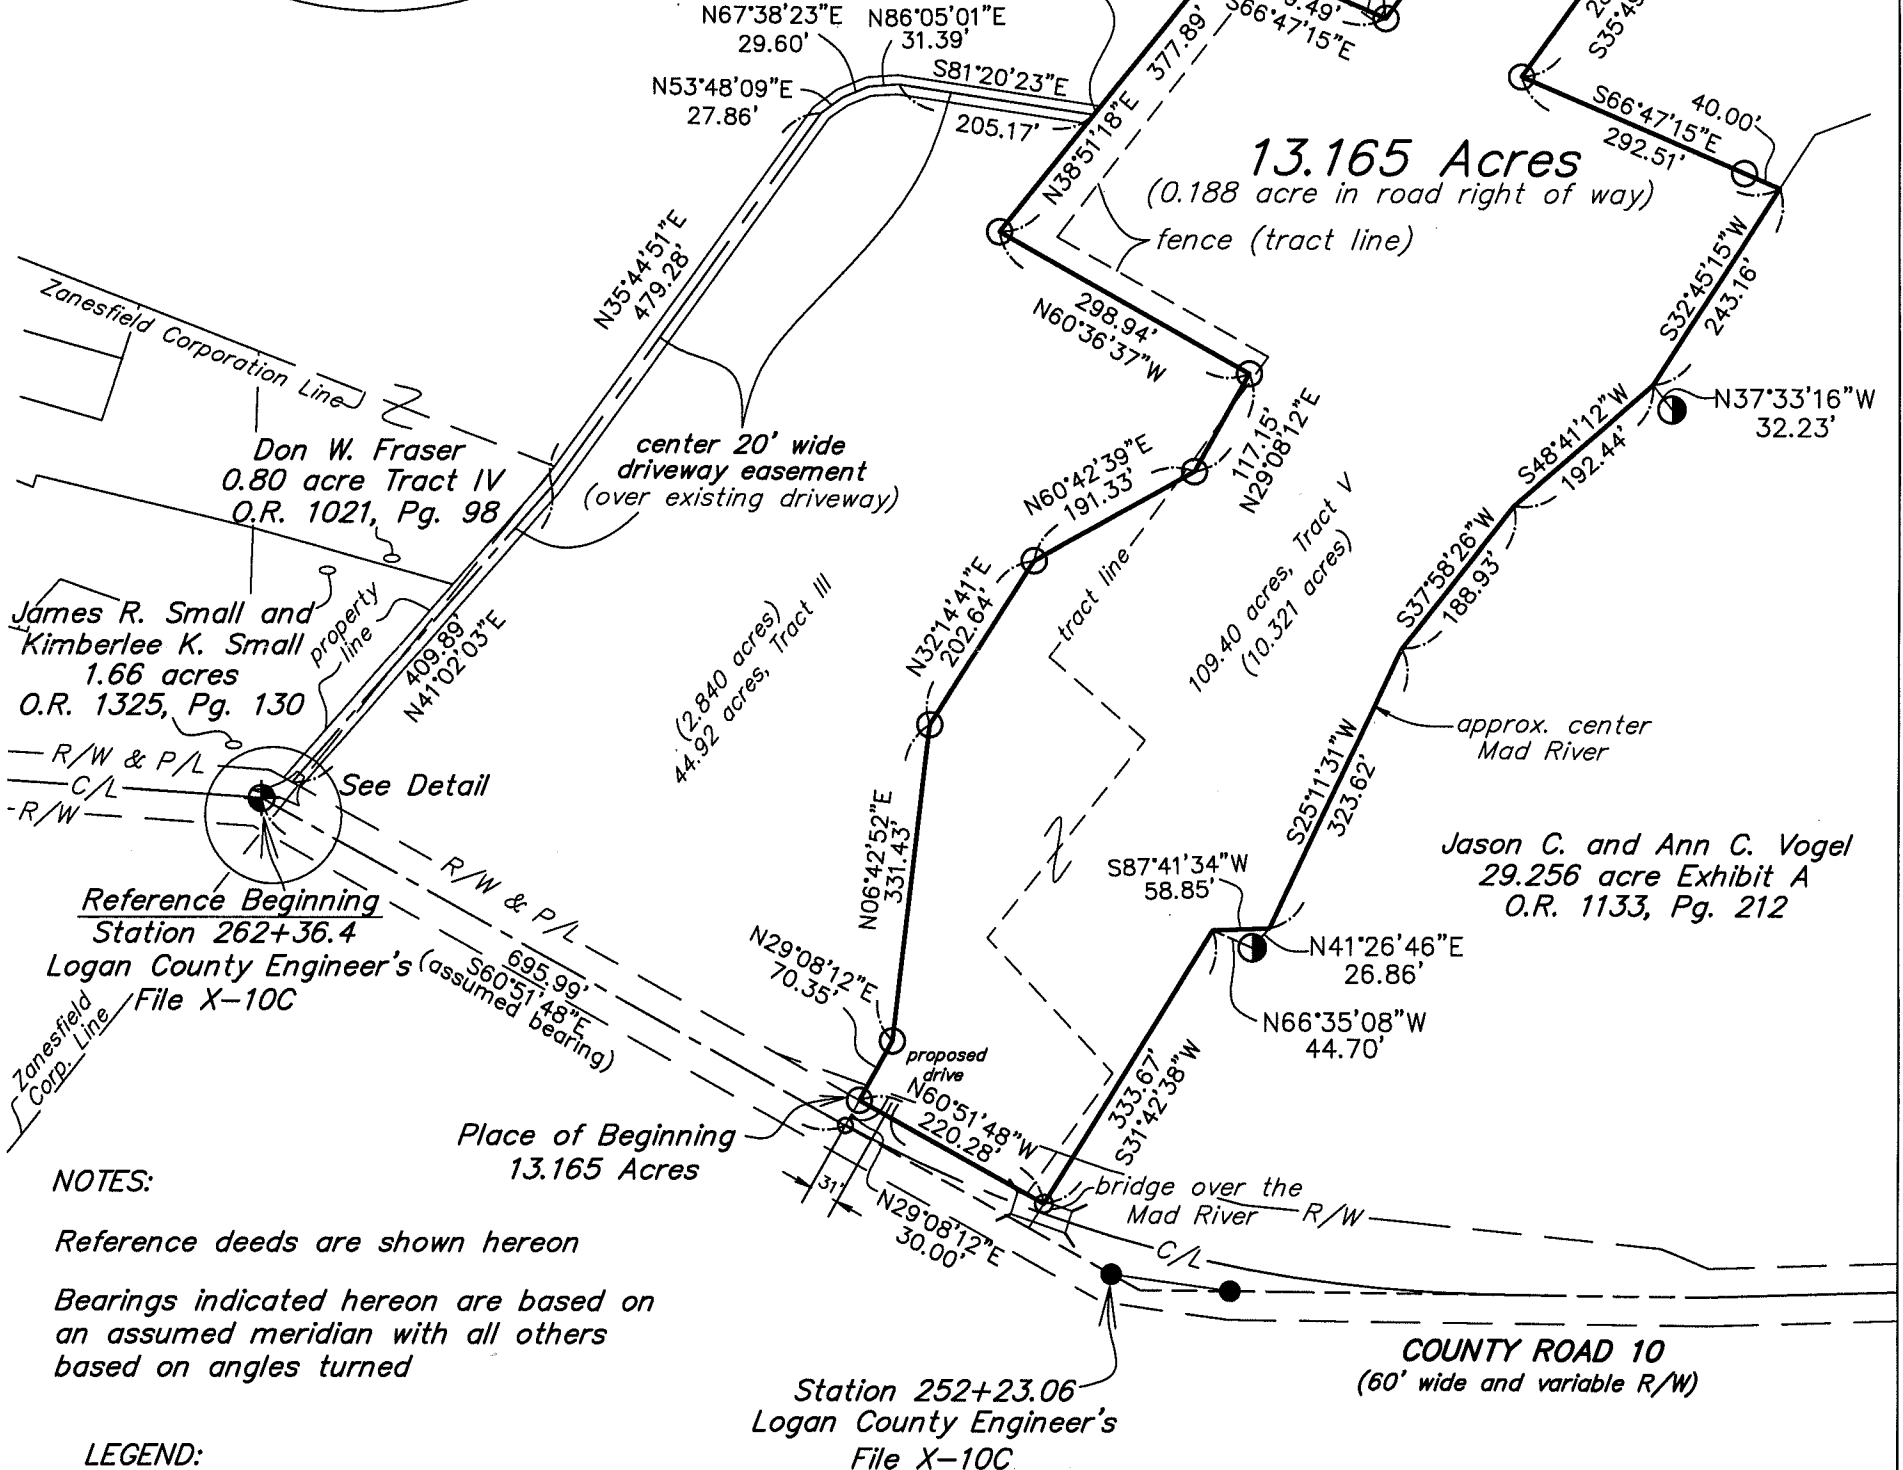 N67°38'23"E
29.60'
N86°05'01"E
31.39'
N53°48'09"E
27.86'
S81°20'23"E
205.17'
377.89'
N38°51'18"E
S66°47'15"E
S66°47'15"E
292.51'
40.00'
13.165 Acres
(0.188 acre in road right of way)
fence (tract line)
N35°44'51"E
479.28'
298.94'
N60°36'37"W
S32°45'15"W
243.16'
Zanesfield Corporation Line
Don W. Fraser
0.80 acre Tract IV
O.R. 1021, Pg. 98
center 20' wide
driveway easement
(over existing driveway)
N60°42'39"E
191.33'
117.15'
N29°08'12"E
N37°33'16"W
32.23'
S48°41'12"W
192.44'
S37°58'26"W
188.93'
James R. Small and
Kimberlee K. Small
1.66 acres
O.R. 1325, Pg. 130
property
line
409.89'
N41°02'03"E
(2.840 acres)
44.92 acres, Tract III
N32°14'41"E
202.64'
tract line
109.40 acres, Tract V
(10.321 acres)
approx. center
Mad River
R/W & P/L
C/L
R/W
See Detail
S25°11'31"W
323.62'
N06°42'52"E
331.43'
S87°41'34"W
58.85'
Jason C. and Ann C. Vogel
29.256 acre Exhibit A
O.R. 1133, Pg. 212
Reference Beginning
Station 262+36.4
Logan County Engineer's
File X-10C
R/W & P/L
695.99'
S60°51'48"E
(assumed bearing)
N29°08'12"E
70.35'
N41°26'46"E
26.86'
N66°35'08"W
44.70'
Zanesfield
Corp. Line
proposed
drive
N60°51'48"W
220.28'
333.67'
S31°42'38"W
Place of Beginning
13.165 Acres
31'
N29°08'12"E
30.00'
bridge over the
Mad River
R/W
C/L
NOTES:
Reference deeds are shown hereon
Bearings indicated hereon are based on
an assumed meridian with all others
based on angles turned
COUNTY ROAD 10
(60' wide and variable R/W)
Station 252+23.06
Logan County Engineer's
File X-10C
LEGEND: